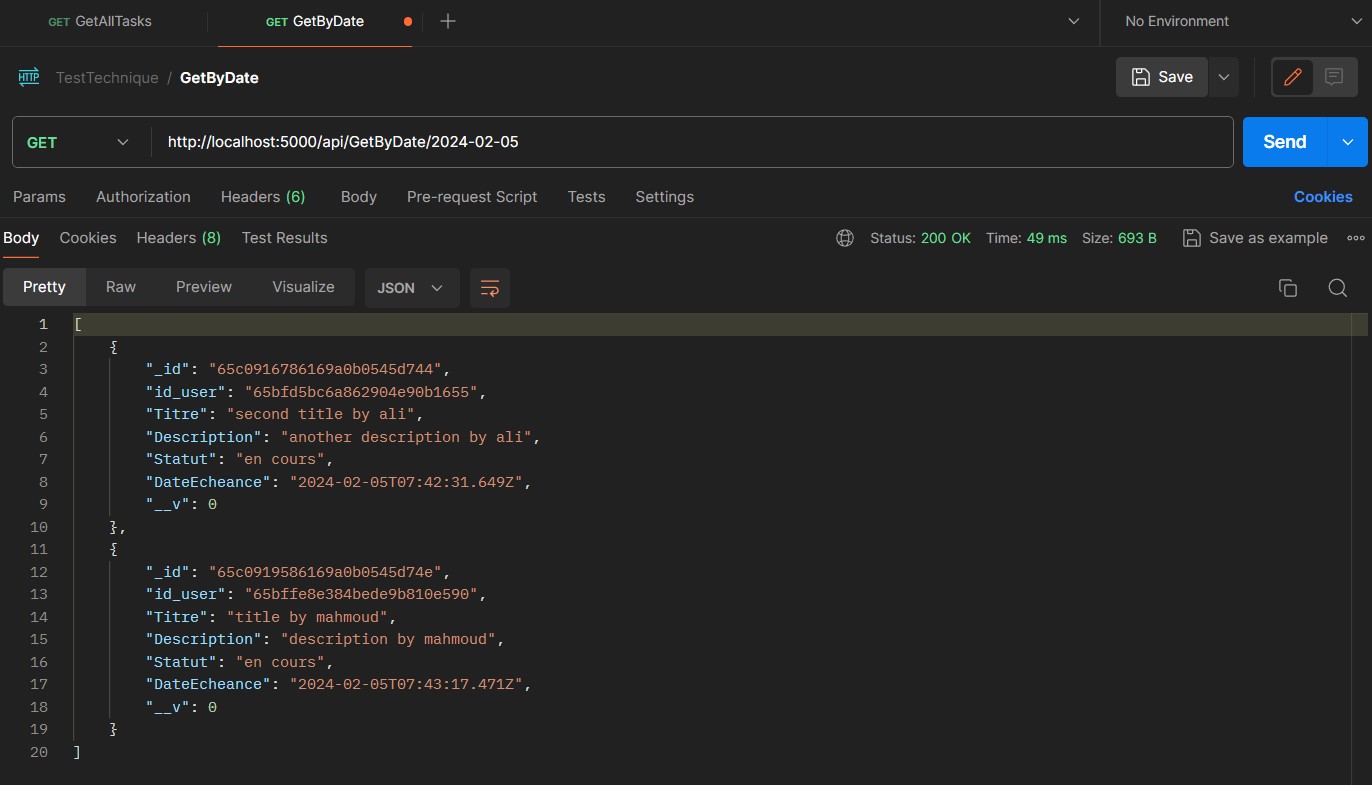 GET GetAllTasks GET GetByDate No Environment
HTTP TestTechnique / GetByDate Save
GET http://localhost:5000/api/GetByDate/2024-02-05 Send
Params Authorization Headers (6) Body Pre-request Script Tests Settings Cookies
Body Cookies Headers (8) Test Results Status: 200 OK Time: 49 ms Size: 693 B Save as example
Pretty Raw Preview Visualize JSON
1 [
2 {
3 "_id": "65c0916786169a0b0545d744",
4 "id_user": "65bfd5bc6a862904e90b1655",
5 "Titre": "second title by ali",
6 "Description": "another description by ali",
7 "Statut": "en cours",
8 "DateEcheance": "2024-02-05T07:42:31.649Z",
9 "__v": 0
10 },
11 {
12 "_id": "65c0919586169a0b0545d74e",
13 "id_user": "65bffe8e384bede9b810e590",
14 "Titre": "title by mahmoud",
15 "Description": "description by mahmoud",
16 "Statut": "en cours",
17 "DateEcheance": "2024-02-05T07:43:17.471Z",
18 "__v": 0
19 }
20 ]